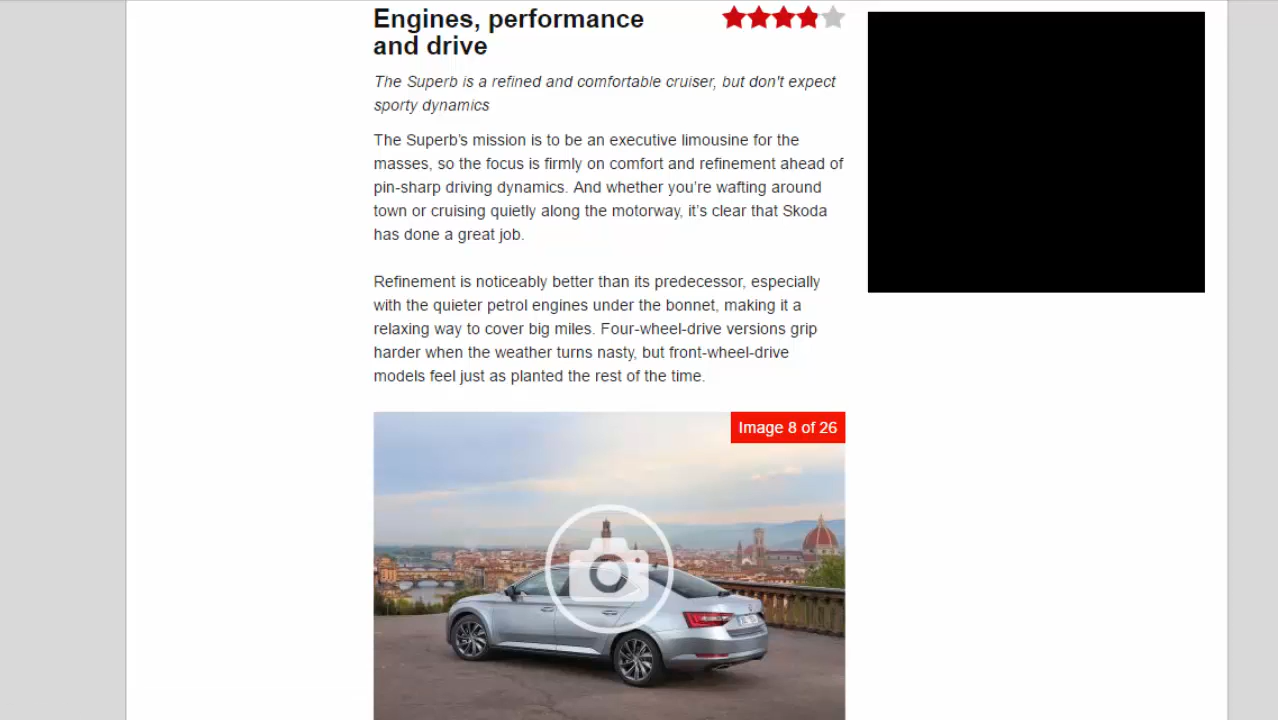 Engines, performance
and drive
The Superb is a refined and comfortable cruiser, but don't expect
sporty dynamics
The Superb’s mission is to be an executive limousine for the
masses, so the focus is firmly on comfort and refinement ahead of
pin-sharp driving dynamics. And whether you’re wafting around
town or cruising quietly along the motorway, it’s clear that Skoda
has done a great job.
Refinement is noticeably better than its predecessor, especially
with the quieter petrol engines under the bonnet, making it a
relaxing way to cover big miles. Four-wheel-drive versions grip
harder when the weather turns nasty, but front-wheel-drive
models feel just as planted the rest of the time.
Image 8 of 26